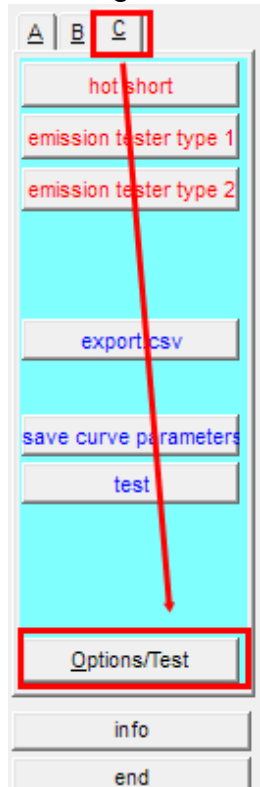 A B C
hot short
emission tester type 1
emission tester type 2
export.csv
save curve parameters
test
Options/Test
info
end